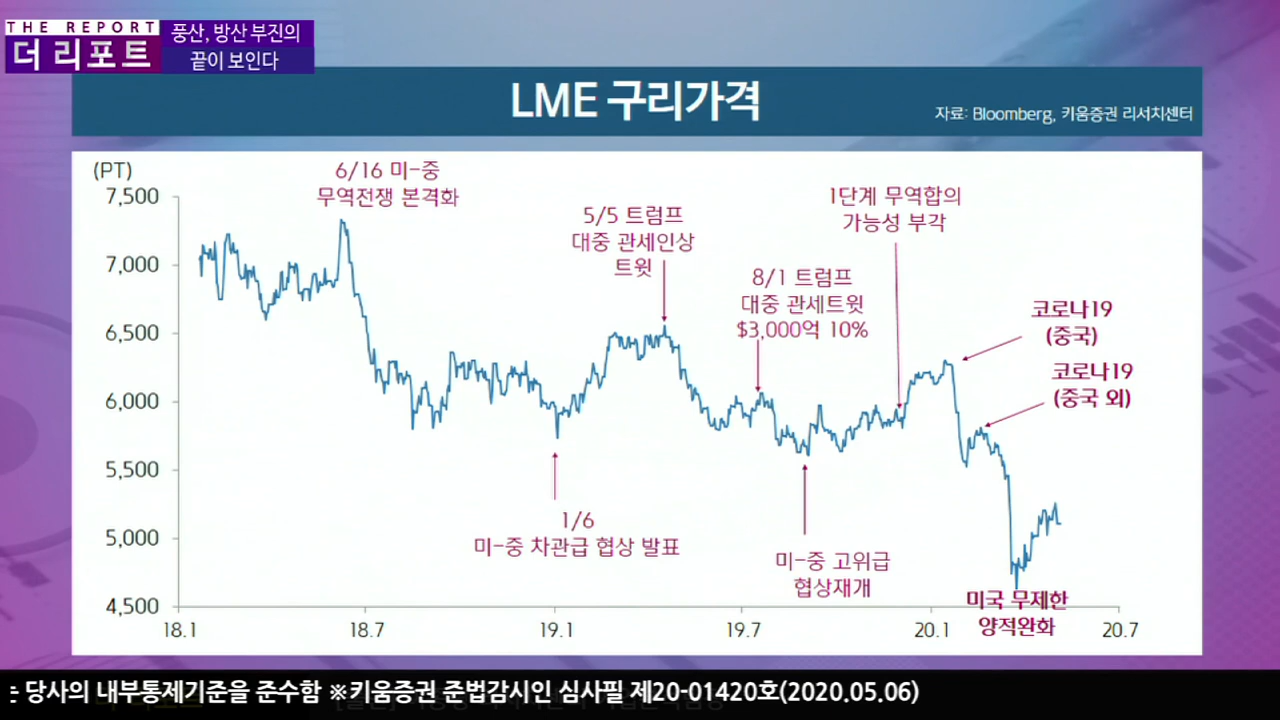 THE REPORT
더 리포트
풍산, 방산 부진의
끝이 보인다
LME 구리가격
자료: Bloomberg, 키움증권 리서치센터
(PT)
7,500
7,000
6,500
6,000
5,500
5,000
4,500
18.1
18.7
19.1
19.7
20.1
20.7
6/16 미-중
무역전쟁 본격화
5/5 트럼프
대중 관세인상
트윗
8/1 트럼프
대중 관세트윗
$3,000억 10%
1단계 무역합의
가능성 부각
코로나19
(중국)
코로나19
(중국 외)
1/6
미-중 차관급 협상 발표
미-중 고위급
협상재개
미국 무제한
양적완화
당사의 내부통제기준을 준수함 ※키움증권 준법감시인 심사필 제20-01420호(2020.05.06)